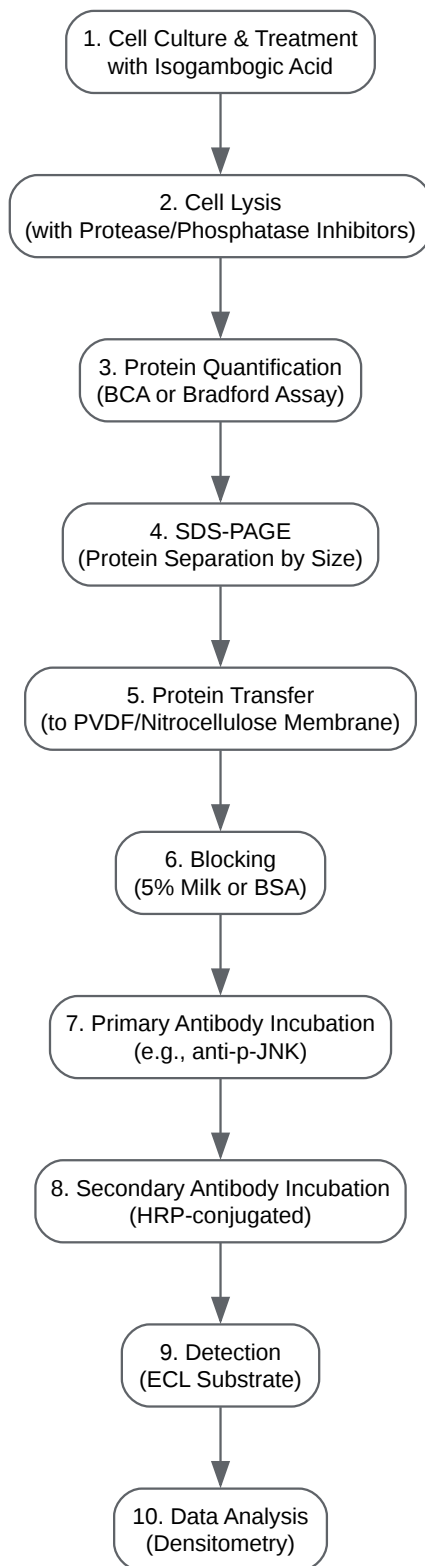 1. Cell Culture & Treatment
with Isogambogic Acid
2. Cell Lysis
(with Protease/Phosphatase Inhibitors)
3. Protein Quantification
(BCA or Bradford Assay)
4. SDS-PAGE
(Protein Separation by Size)
5. Protein Transfer
(to PVDF/Nitrocellulose Membrane)
6. Blocking
(5% Milk or BSA)
7. Primary Antibody Incubation
(e.g., anti-p-JNK)
8. Secondary Antibody Incubation
(HRP-conjugated)
9. Detection
(ECL Substrate)
10. Data Analysis
(Densitometry)